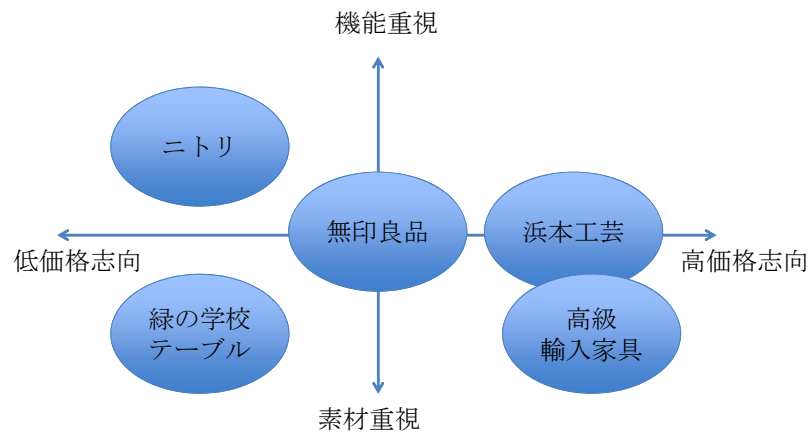 機能重視
ニトリ
無印良品
浜本工芸
低価格志向
高価格志向
緑の学校
テーブル
高級
輸入家具
素材重視